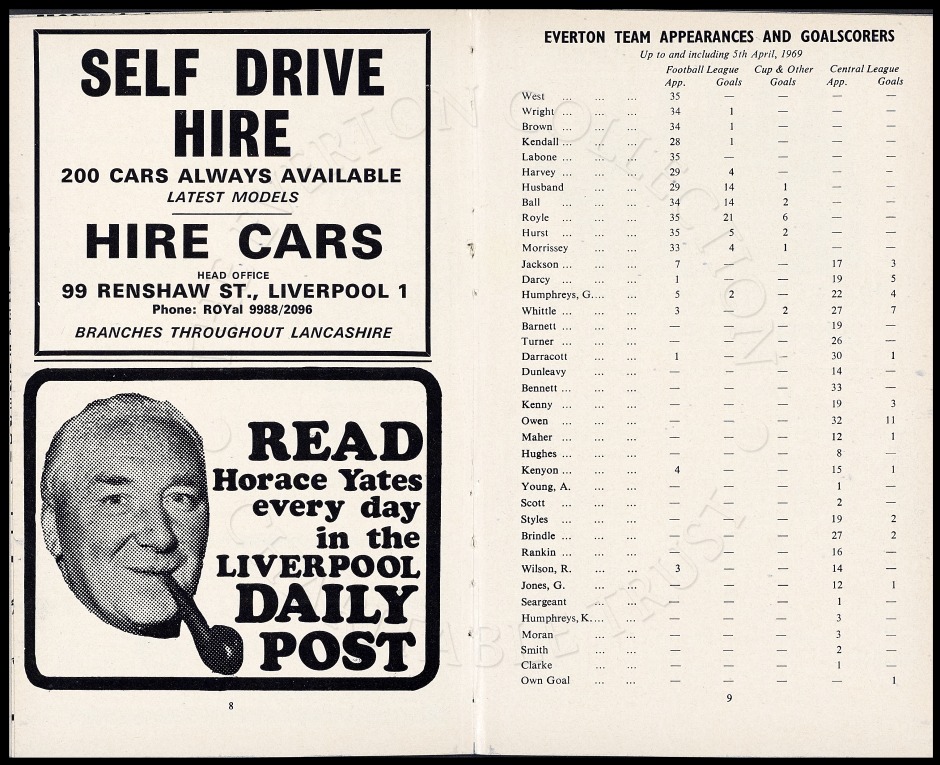 SELF DRIVE
HIRE
200 CARS ALWAYS AVAILABLE
LATEST MODELS
HIRE CARS
HEAD OFFICE
99 RENSHAW ST., LIVERPOOL 1
Phone: ROYal 9988/2096
BRANCHES THROUGHOUT LANCASHIRE
READ
Horace Yates
every day
in the
LIVERPOOL
DAILY
POST
8
EVERTON TEAM APPEARANCES AND GOALSCORERS
Up to and including 5th April, 1969
Football League Cup & Other Central League
App. Goals Goals App. Goals
West ... ... ... 35 — — — —
Wright ... ... ... 34 1 — — —
Brown ... ... ... 34 1 — — —
Kendall ... ... ... 28 1 — — —
Labone ... ... 35 — — — —
Harvey ... ... ... 29 4 — — —
Husband ... ... 29 14 1 — —
Ball ... ... ... 34 14 2 — —
Royle ... ... ... 35 21 6 — —
Hurst ... ... ... 35 5 2 — —
Morrissey ... ... 33 4 1 — —
Jackson ... ... ... 7 — — 17 3
Darcy ... ... ... 1 — — 19 5
Humphreys, G. ... ... ... 5 2 — 22 4
Whittle ... ... ... 3 — 2 27 7
Barnett ... ... ... — — — 19 —
Turner ... ... ... — — — 26 —
Darracott ... ... 1 — — 30 1
Dunleavy ... ... — — — 14 —
Bennett ... ... ... — — — 33 —
Kenny ... ... ... — — — 19 3
Owen ... ... ... — — — 32 11
Maher ... ... ... — — — 12 1
Hughes ... ... ... — — — 8 —
Kenyon ... ... ... 4 — — 15 1
Young, A. ... ... — — — 1 —
Scott ... ... ... — — — 2 —
Styles ... ... ... — — — 19 2
Brindle ... ... ... — — — 27 2
Rankin ... ... ... — — — 16 —
Wilson, R. ... ... 3 — — 14 —
Jones, G. ... ... — — — 12 1
Seargeant ... ... — — — 1 —
Humphreys, K. ... ... ... — — — 3 —
Moran ... ... ... — — — 3 —
Smith ... ... ... — — — 2 —
Clarke ... ... ... — — — 1 —
Own Goal ... ... — — — — 1
9
EVERTON COLLECTION CHARITABLE TRUST